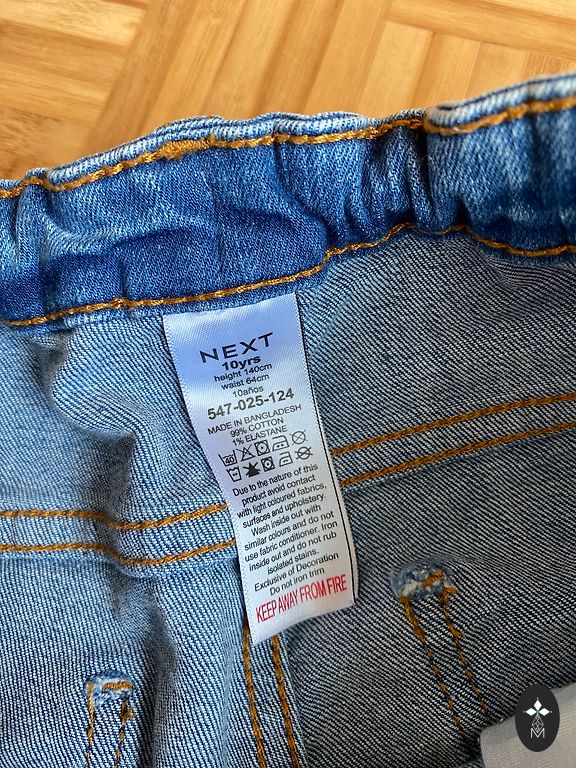 NEXT
10yrs
height 140cm
waist 64cm
10años
547-025-124
MADE IN BANGLADESH
99% COTTON
1% ELASTANE
40
Due to the nature of this
product avoid contact
with light coloured fabrics,
surfaces and upholstery.
Wash inside out with
similar colours and do not
use fabric conditioner. Iron
inside out and do not rub
isolated stains.
Exclusive of Decoration
Do not iron trim
KEEP AWAY FROM FIRE
M